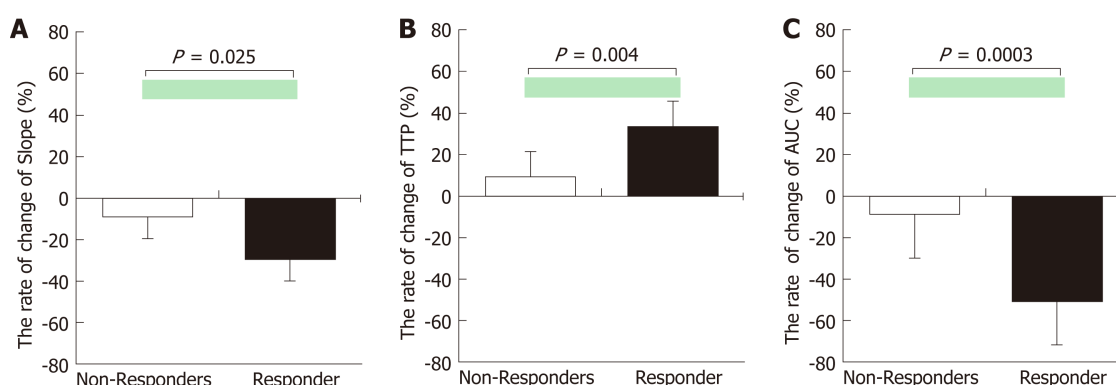 A
The rate of change of Slope (%)
80
60
40
20
0
-20
-40
-60
-80
P = 0.025
Non-Responders Responder
B
The rate of change of TTP (%)
80
60
40
20
0
-20
-40
-60
-80
P = 0.004
Non-Responders Responder
C
The rate of change of AUC (%)
80
60
40
20
0
-20
-40
-60
-80
P = 0.0003
Non-Responders Responder